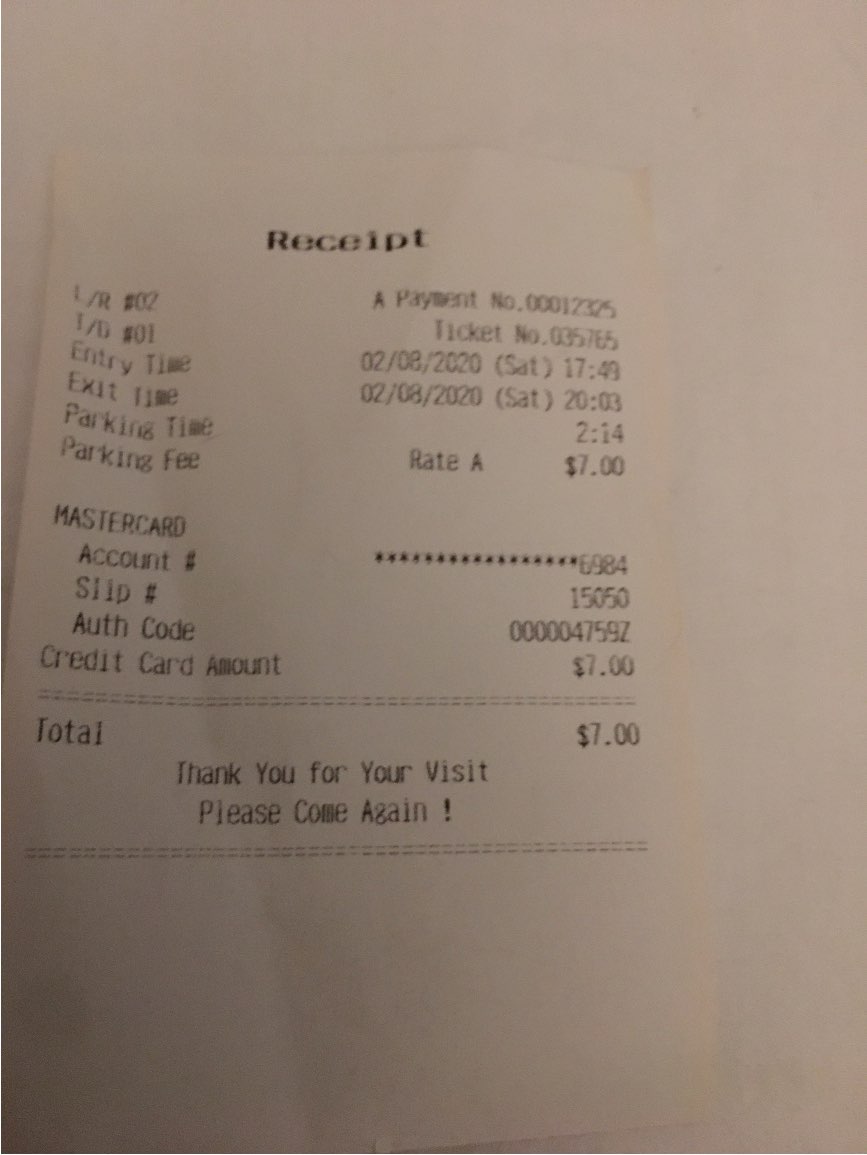 Receipt
L/R #02 A Payment No.00012325
T/D #01 Ticket No.035765
Entry Time 02/08/2020 (Sat) 17:49
Exit Time 02/08/2020 (Sat) 20:03
Parking Time 2:14
Parking Fee Rate A $7.00
MASTERCARD
Account # *****************6984
Slip # 15050
Auth Code 000004759Z
Credit Card Amount $7.00
Total $7.00
Thank You for Your Visit
Please Come Again !